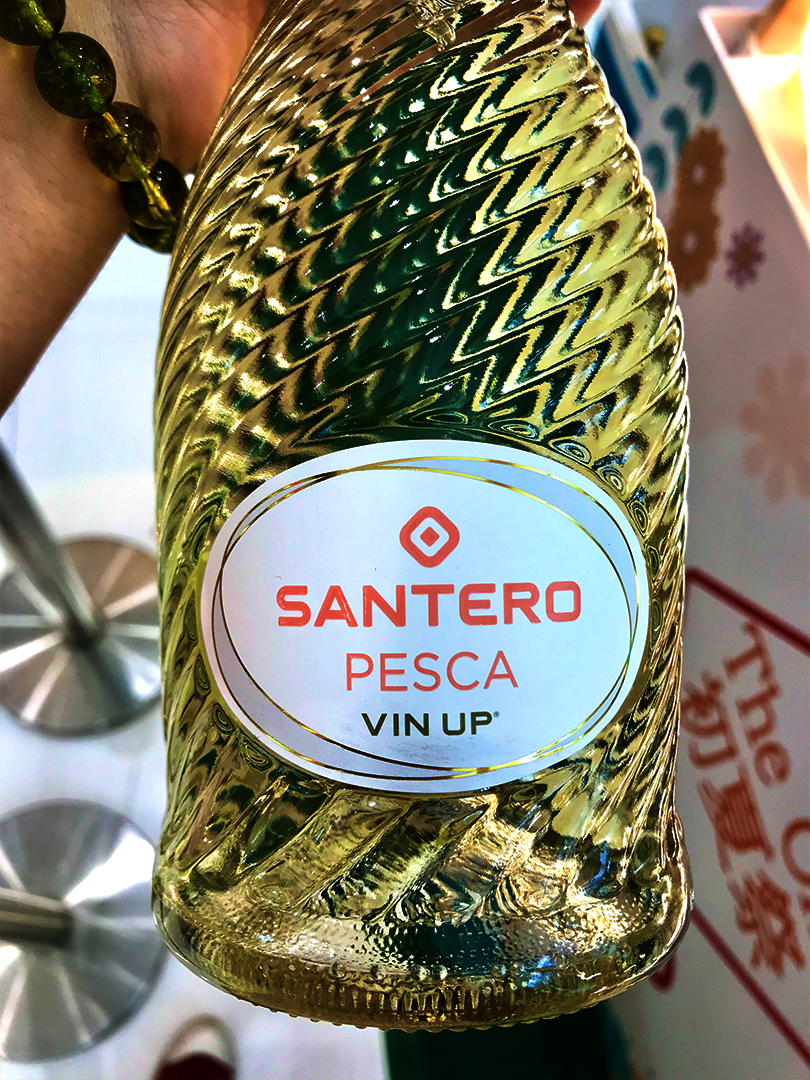 SANTERO
PESCA
VIN UP®
The
初夏祭